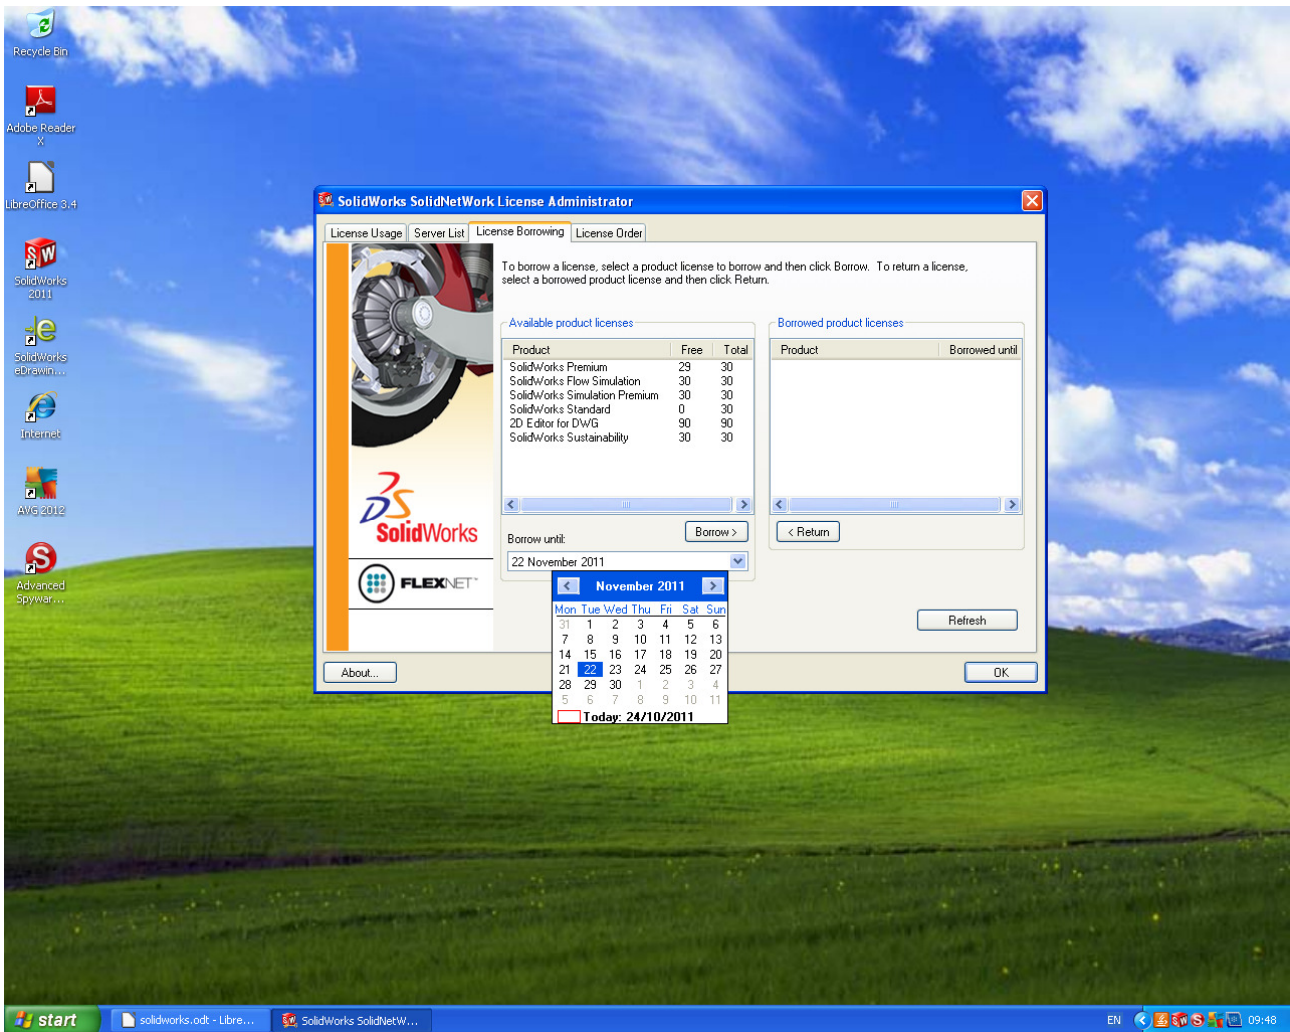 Recycle Bin
Adobe Reader
X
LibreOffice 3.4
SolidWorks
2011
SolidWorks
eDrawin...
Internet
AVG 2012
Advanced
Spywar...
SolidWorks SolidNetWork License Administrator
License Usage Server List License Borrowing License Order
To borrow a license, select a product license to borrow and then click Borrow. To return a license,
select a borrowed product license and then click Return.
Available product licenses
Product Free Total
SolidWorks Premium 29 30
SolidWorks Flow Simulation 30 30
SolidWorks Simulation Premium 30 30
SolidWorks Standard 0 30
2D Editor for DWG 90 90
SolidWorks Sustainability 30 30
Borrowed product licenses
Product Borrowed until
SolidWorks
FLEXNET
Borrow >
< Return
Borrow until:
22 November 2011
November 2011
Mon Tue Wed Thu Fri Sat Sun
31 1 2 3 4 5 6
7 8 9 10 11 12 13
14 15 16 17 18 19 20
21 22 23 24 25 26 27
28 29 30 1 2 3 4
5 6 7 8 9 10 11
Today: 24/10/2011
Refresh
About...
OK
start
solidworks.odt - Libre...
SolidWorks SolidNetW...
EN
09:48